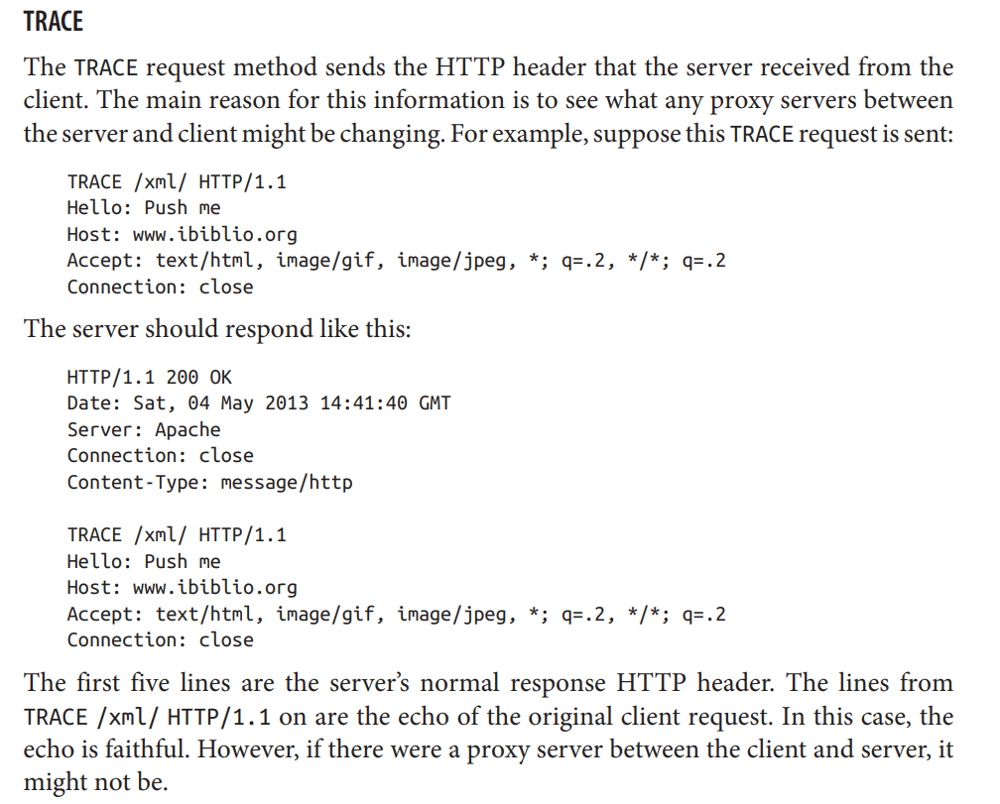 TRACE
The TRACE request method sends the HTTP header that the server received from the
client. The main reason for this information is to see what any proxy servers between
the server and client might be changing. For example, suppose this TRACE request is sent:
TRACE /xml/ HTTP/1.1
Hello: Push me
Host: www.ibiblio.org
Accept: text/html, image/gif, image/jpeg, *; q=.2, */*; q=.2
Connection: close
The server should respond like this:
HTTP/1.1 200 OK
Date: Sat, 04 May 2013 14:41:40 GMT
Server: Apache
Connection: close
Content-Type: message/http
TRACE /xml/ HTTP/1.1
Hello: Push me
Host: www.ibiblio.org
Accept: text/html, image/gif, image/jpeg, *; q=.2, */*; q=.2
Connection: close
The first five lines are the server’s normal response HTTP header. The lines from
TRACE /xml/ HTTP/1.1 on are the echo of the original client request. In this case, the
echo is faithful. However, if there were a proxy server between the client and server, it
might not be.